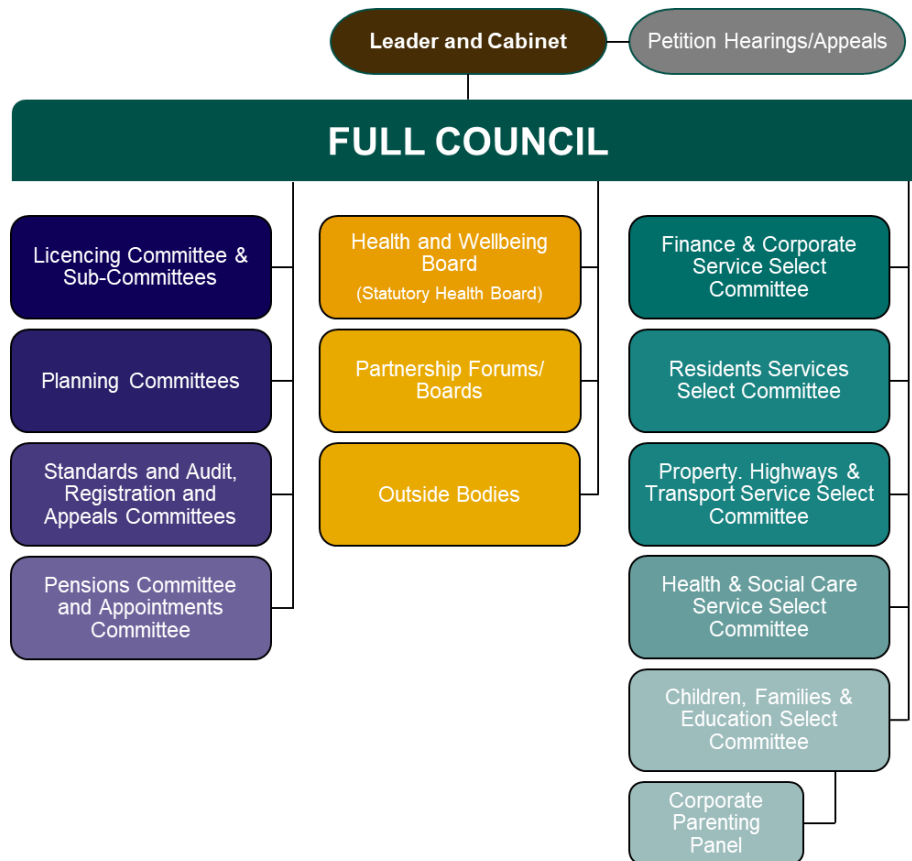 Leader and Cabinet
Petition Hearings/Appeals
FULL COUNCIL
Licencing Committee &
Sub-Committees
Planning Committees
Standards and Audit,
Registration and
Appeals Committees
Pensions Committee
and Appointments
Committee
Health and Wellbeing
Board
(Statutory Health Board)
Partnership Forums/
Boards
Outside Bodies
Finance & Corporate
Service Select
Committee
Residents Services
Select Committee
Property. Highways &
Transport Service Select
Committee
Health & Social Care
Service Select
Committee
Children, Families &
Education Select
Committee
Corporate
Parenting
Panel